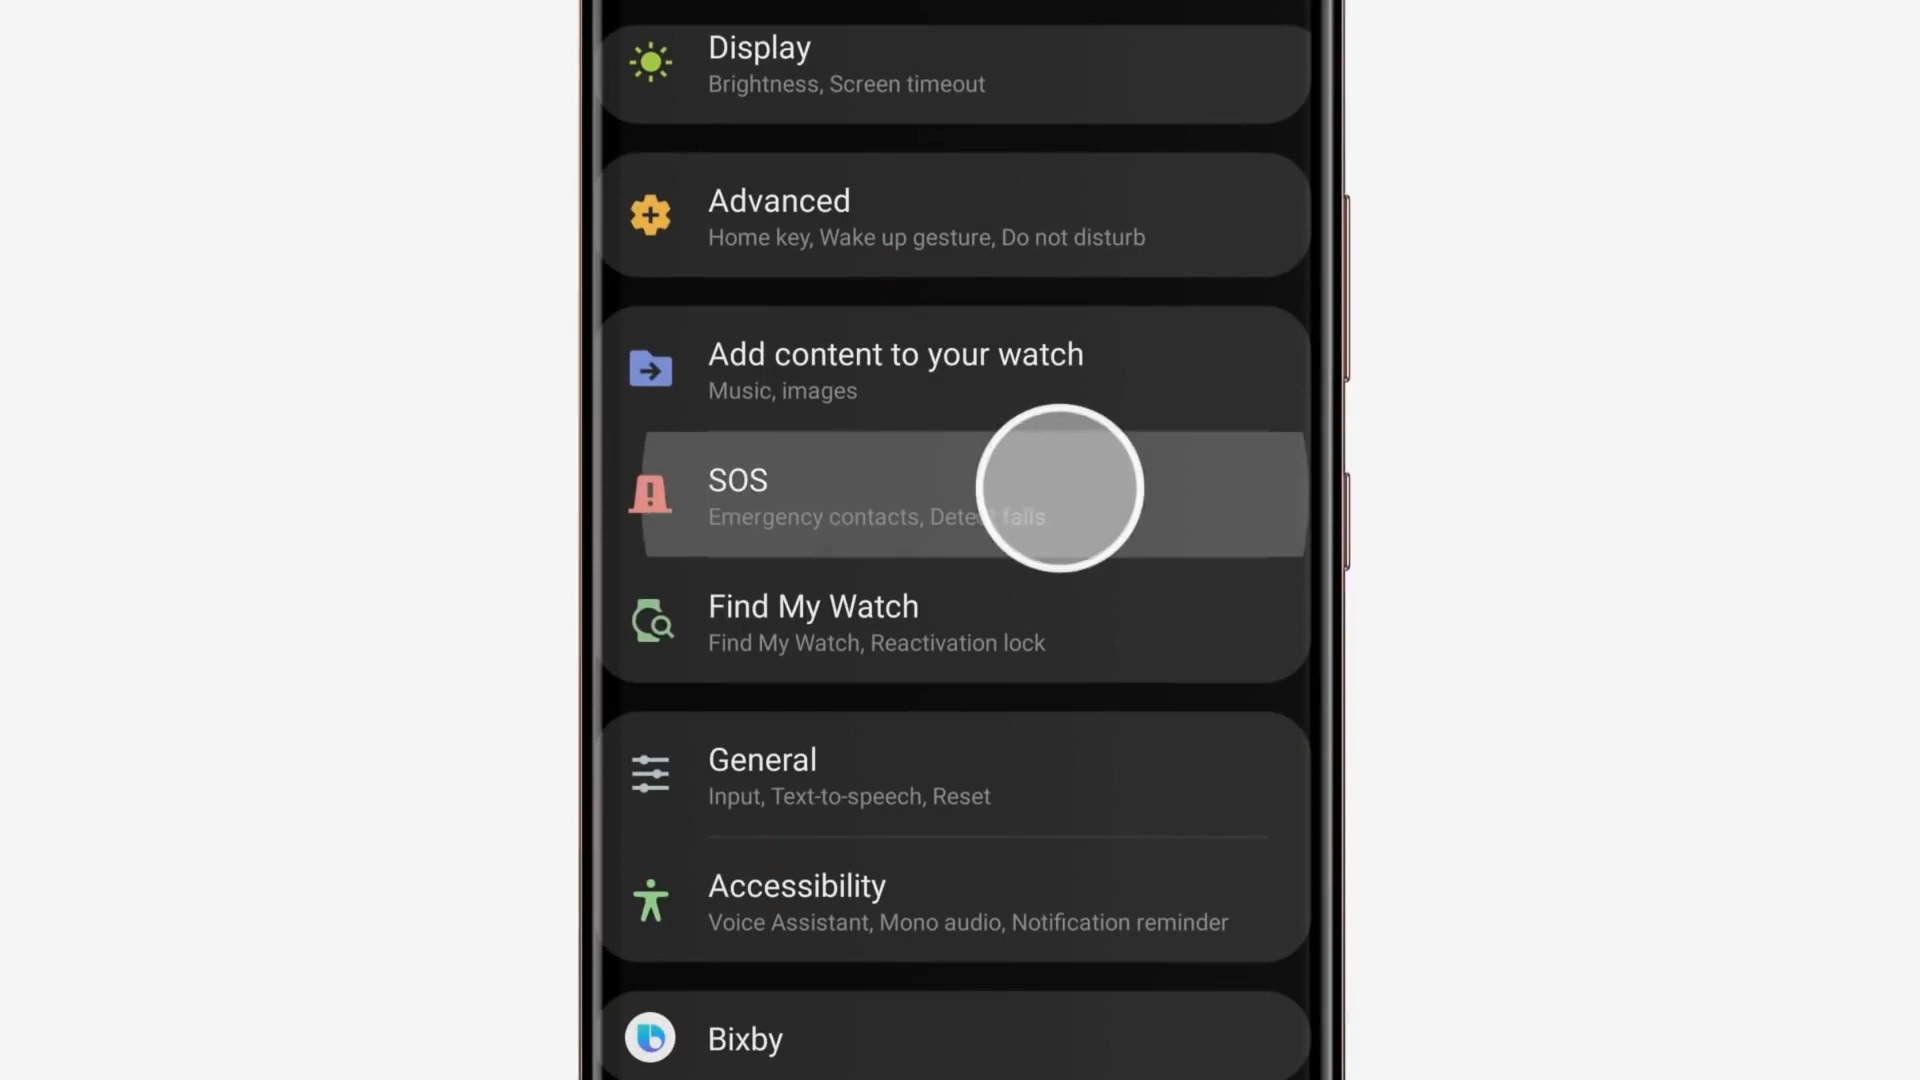 Display
Brightness, Screen timeout
Advanced
Home key, Wake up gesture, Do not disturb
Add content to your watch
Music, images
SOS
Emergency contacts, Detect falls
Find My Watch
Find My Watch, Reactivation lock
General
Input, Text-to-speech, Reset
Accessibility
Voice Assistant, Mono audio, Notification reminder
Bixby